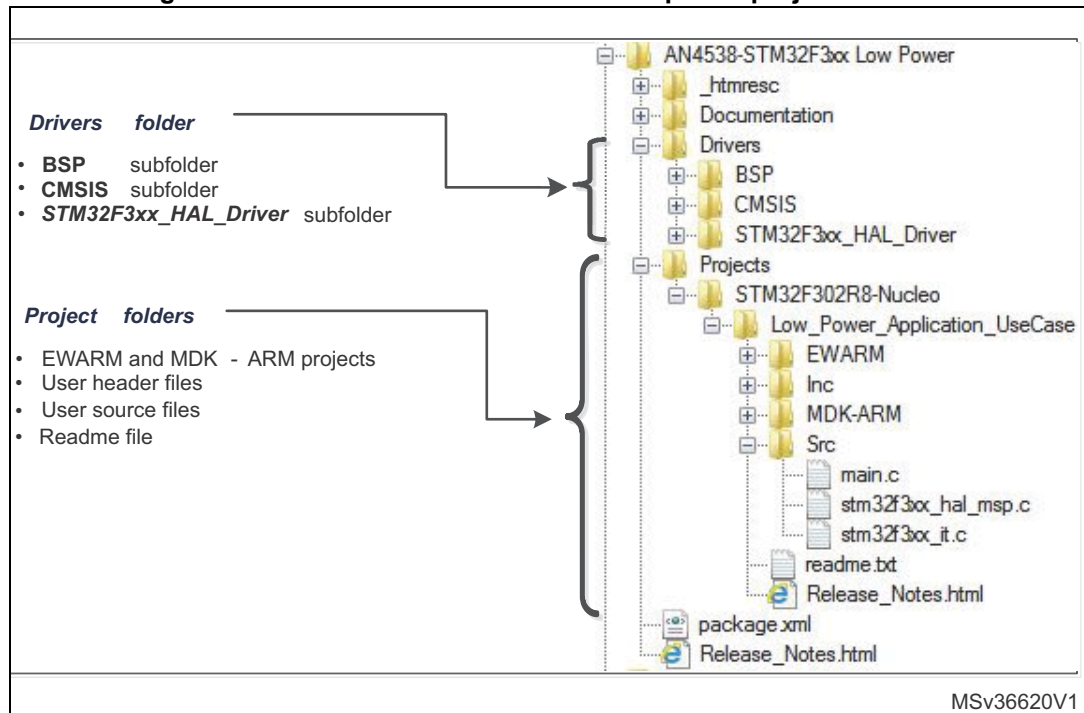 Drivers folder
• BSP subfolder
• CMSIS subfolder
• STM32F3xx_HAL_Driver subfolder
Project folders
• EWARM and MDK - ARM projects
• User header files
• User source files
• Readme file
AN4538-STM32F3xx Low Power
_htmresc
Documentation
Drivers
BSP
CMSIS
STM32F3xx_HAL_Driver
Projects
STM32F302R8-Nucleo
Low_Power_Application_UseCase
EWARM
Inc
MDK-ARM
Src
main.c
stm32f3xx_hal_msp.c
stm32f3xx_it.c
readme.txt
Release_Notes.html
package.xml
Release_Notes.html
MSv36620V1